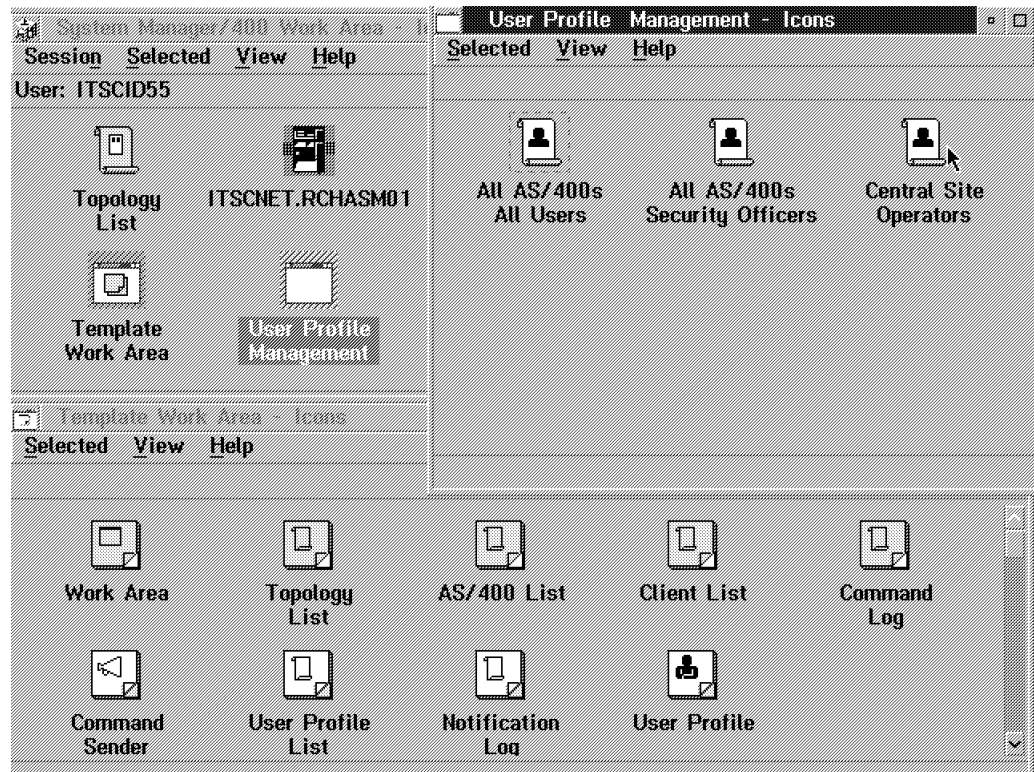 System Manager/400 Work Area - I
Session Selected View Help
User: ITSCID55
Topology
List
ITSCNET.RCHASM01
Template
Work Area
User Profile
Management
User Profile Management - Icons
Selected View Help
All AS/400s
All Users
All AS/400s
Security Officers
Central Site
Operators
Template Work Area - Icons
Selected View Help
Work Area
Topology
List
AS/400 List
Client List
Command
Log
Command
Sender
User Profile
List
Notification
Log
User Profile